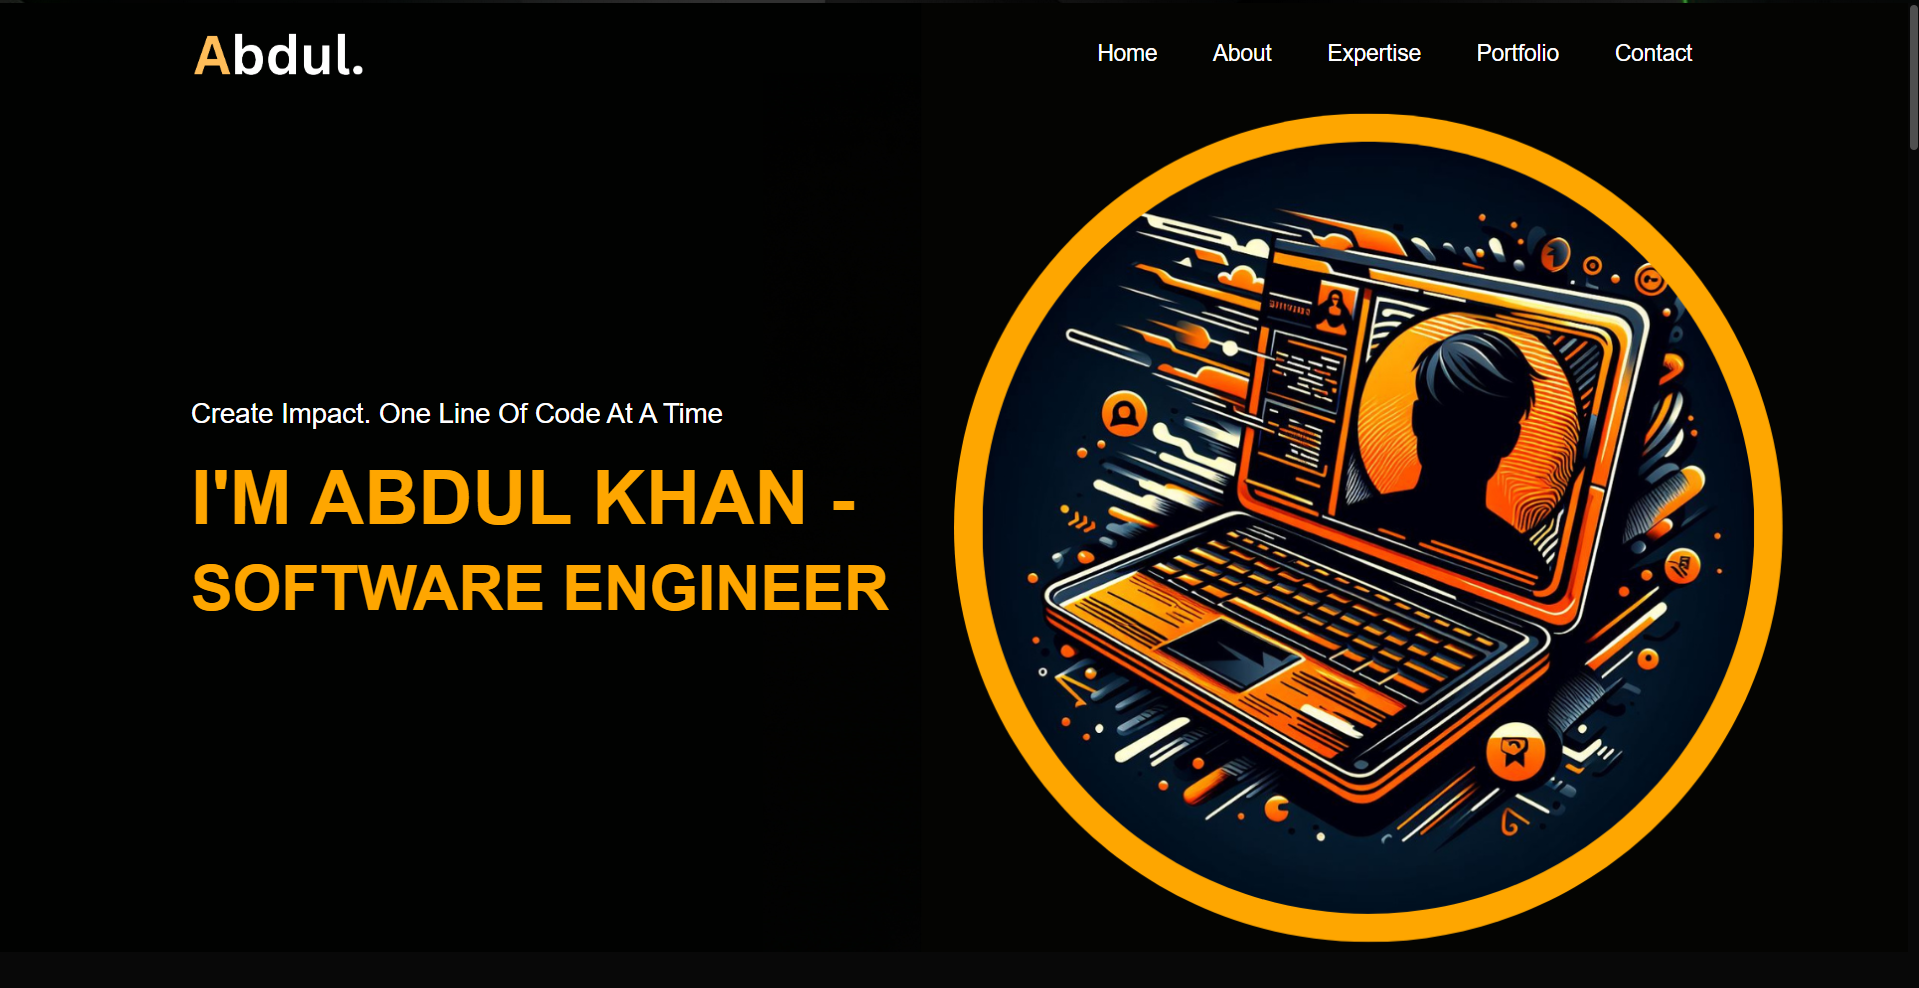 Abdul.
Home About Expertise Portfolio Contact
Create Impact. One Line Of Code At A Time
I'M ABDUL KHAN -
SOFTWARE ENGINEER